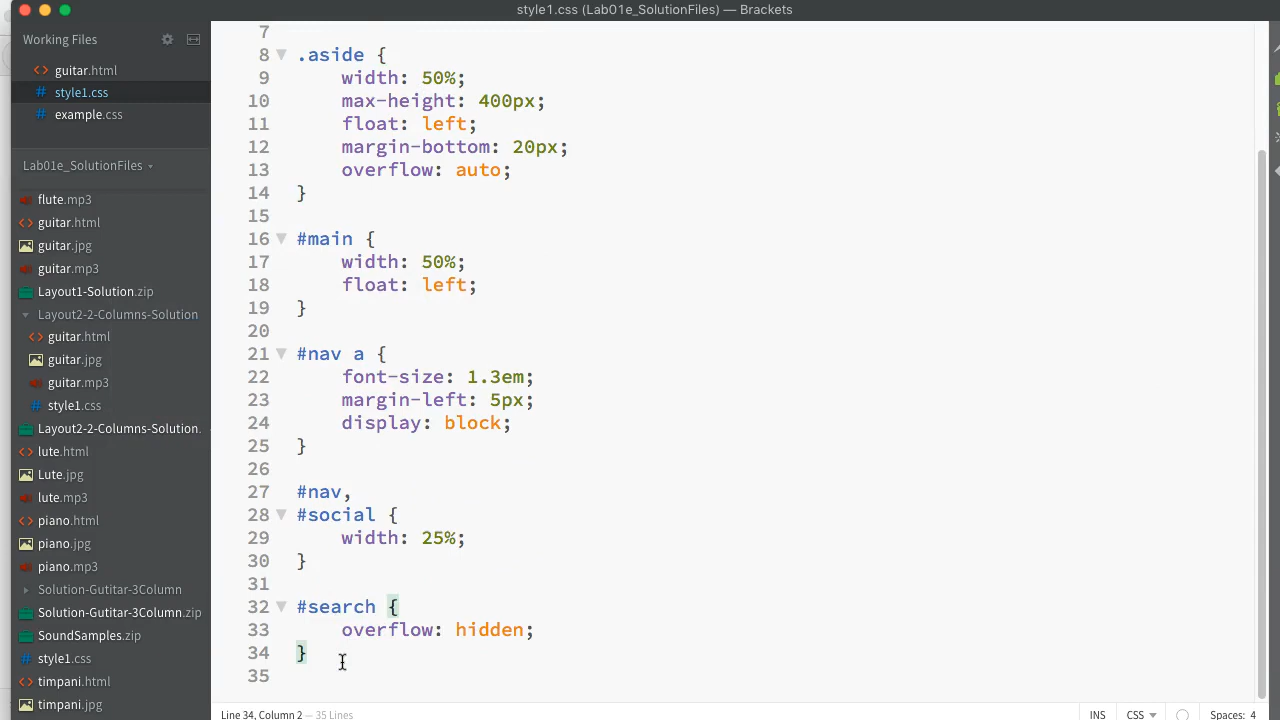 style1.css (Lab01e_SolutionFiles) — Brackets
Working Files
guitar.html
style1.css
example.css
Lab01e_SolutionFiles
flute.mp3
guitar.html
guitar.jpg
guitar.mp3
Layout1-Solution.zip
Layout2-2-Columns-Solution
guitar.html
guitar.jpg
guitar.mp3
style1.css
Layout2-2-Columns-Solution.
lute.html
Lute.jpg
lute.mp3
piano.html
piano.jpg
piano.mp3
Solution-Gutitar-3Column
Solution-Gutitar-3Column.zip
SoundSamples.zip
style1.css
timpani.html
timpani.jpg
7
8 .aside {
9 width: 50%;
10 max-height: 400px;
11 float: left;
12 margin-bottom: 20px;
13 overflow: auto;
14 }
15
16 #main {
17 width: 50%;
18 float: left;
19 }
20
21 #nav a {
22 font-size: 1.3em;
23 margin-left: 5px;
24 display: block;
25 }
26
27 #nav,
28 #social {
29 width: 25%;
30 }
31
32 #search {
33 overflow: hidden;
34 }
35
Line 34, Column 2 — 35 Lines
INS CSS Spaces: 4